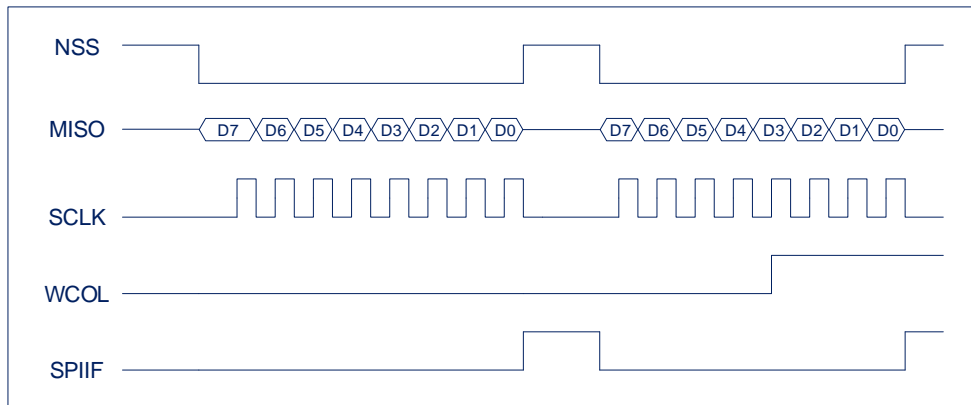 NSS
MISO D7 D6 D5 D4 D3 D2 D1 D0 D7 D6 D5 D4 D3 D2 D1 D0
SCLK
WCOL
SPIIF